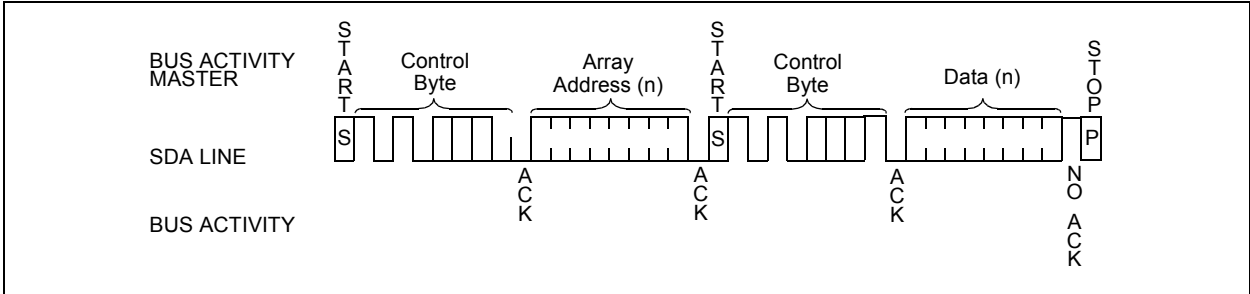 BUS ACTIVITY
MASTER
START
Control
Byte
Array
Address (n)
START
Control
Byte
Data (n)
STOP
SDA LINE
S
S
P
BUS ACTIVITY
ACK
ACK
ACK
NO ACK